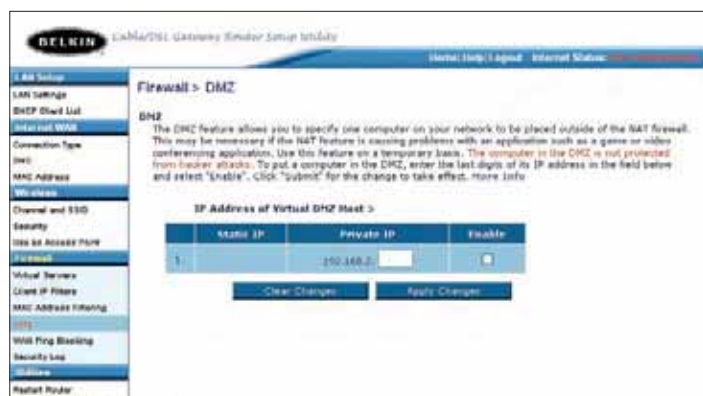 BELKIN Cable/DSL Gateway Router Setup Utility
Home|Help|Logout Internet Status:
LAN Setup
LAN Settings
DHCP Client List
Internet WAN
Connection Type
DNS
MAC Address
Wireless
Channel and SSID
Security
Use as Access Point
Firewall
Virtual Servers
Client IP Filters
MAC Address Filtering
DMZ
WAN Ping Blocking
Security Log
Utilities
Restart Router
Firewall > DMZ
DMZ
The DMZ feature allows you to specify one computer on your network to be placed outside of the NAT firewall.
This may be necessary if the NAT feature is causing problems with an application such as a game or video
conferencing application. Use this feature on a temporary basis. The computer in the DMZ is not protected
from hacker attacks. To put a computer in the DMZ, enter the last digits of its IP address in the field below
and select "Enable". Click "Submit" for the change to take effect. More Info
IP Address of Virtual DMZ Host >
Static IP Private IP Enable
1. 192.168.2.
Clear Changes Apply Changes